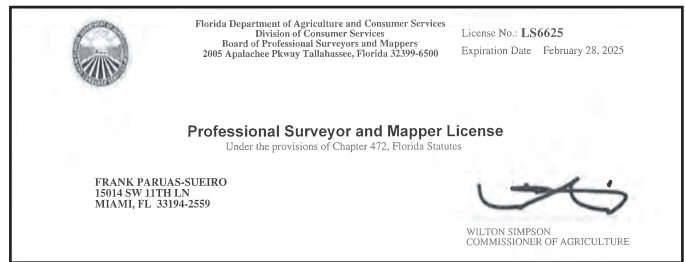 Florida Department of Agriculture and Consumer Services
Division of Consumer Services
Board of Professional Surveyors and Mappers
2005 Apalachee Pkway Tallahassee, Florida 32399-6500
License No.: LS6625
Expiration Date February 28, 2025
Professional Surveyor and Mapper License
Under the provisions of Chapter 472, Florida Statutes
FRANK PARUAS-SUEIRO
15014 SW 11TH LN
MIAMI, FL 33194-2559
WILTON SIMPSON
COMMISSIONER OF AGRICULTURE